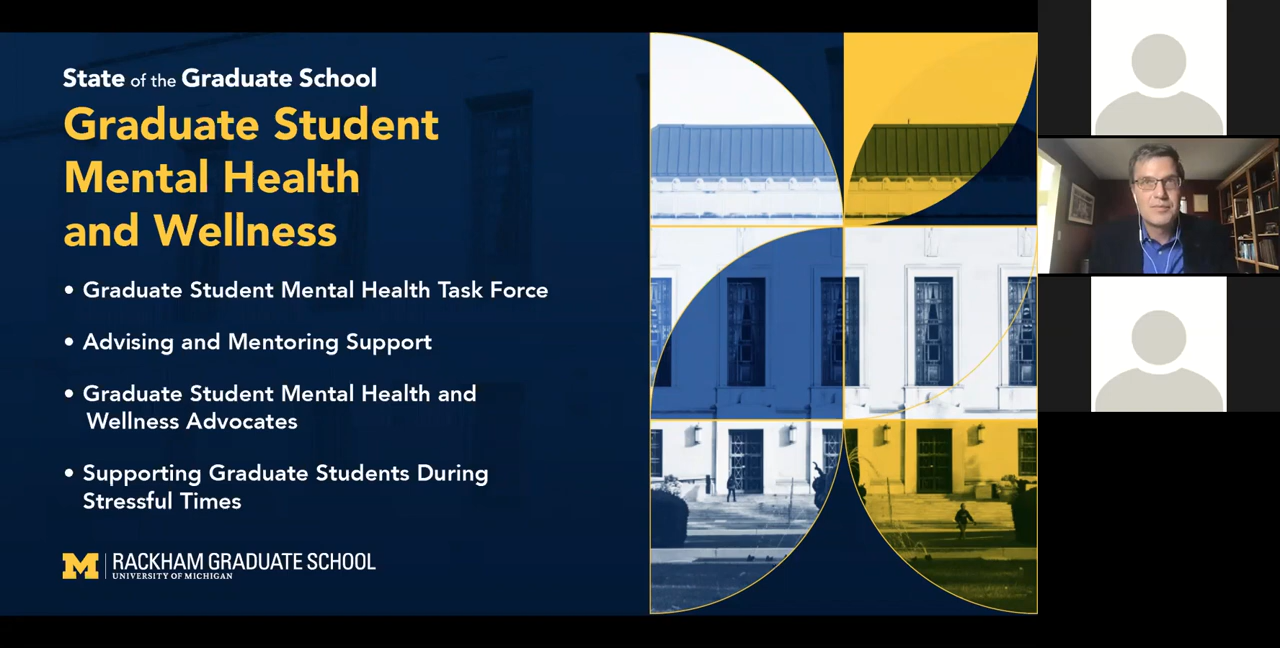 State of the Graduate School
Graduate Student
Mental Health
and Wellness
• Graduate Student Mental Health Task Force
• Advising and Mentoring Support
• Graduate Student Mental Health and
Wellness Advocates
• Supporting Graduate Students During
Stressful Times
M RACKHAM GRADUATE SCHOOL
UNIVERSITY OF MICHIGAN